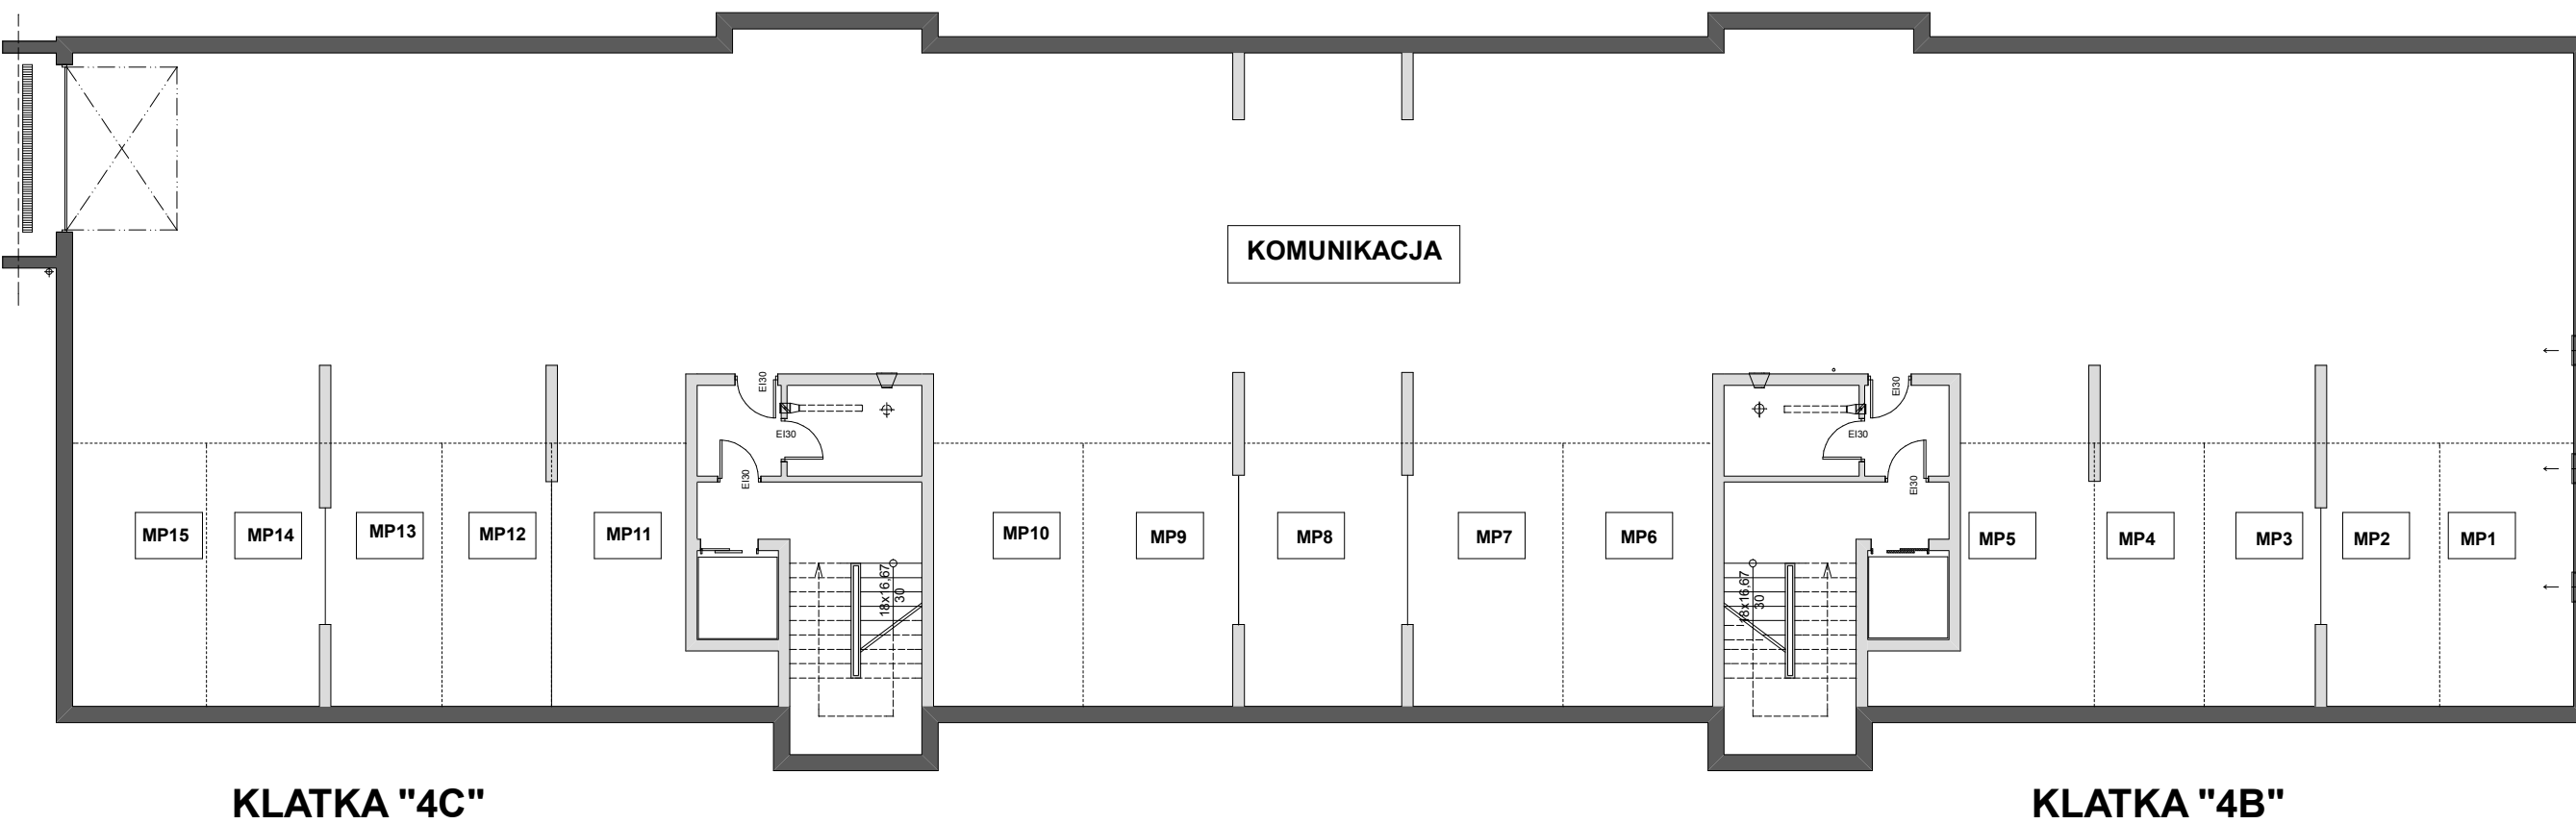 KOMUNIKACJA
EI30
EI30
EI30
EI30
EI30
EI30
MP15
MP14
MP13
MP12
MP11
MP10
MP9
MP8
MP7
MP6
MP5
MP4
MP3
MP2
MP1
18x16,67
30
18x16,67
30
KLATKA "4C"
KLATKA "4B"